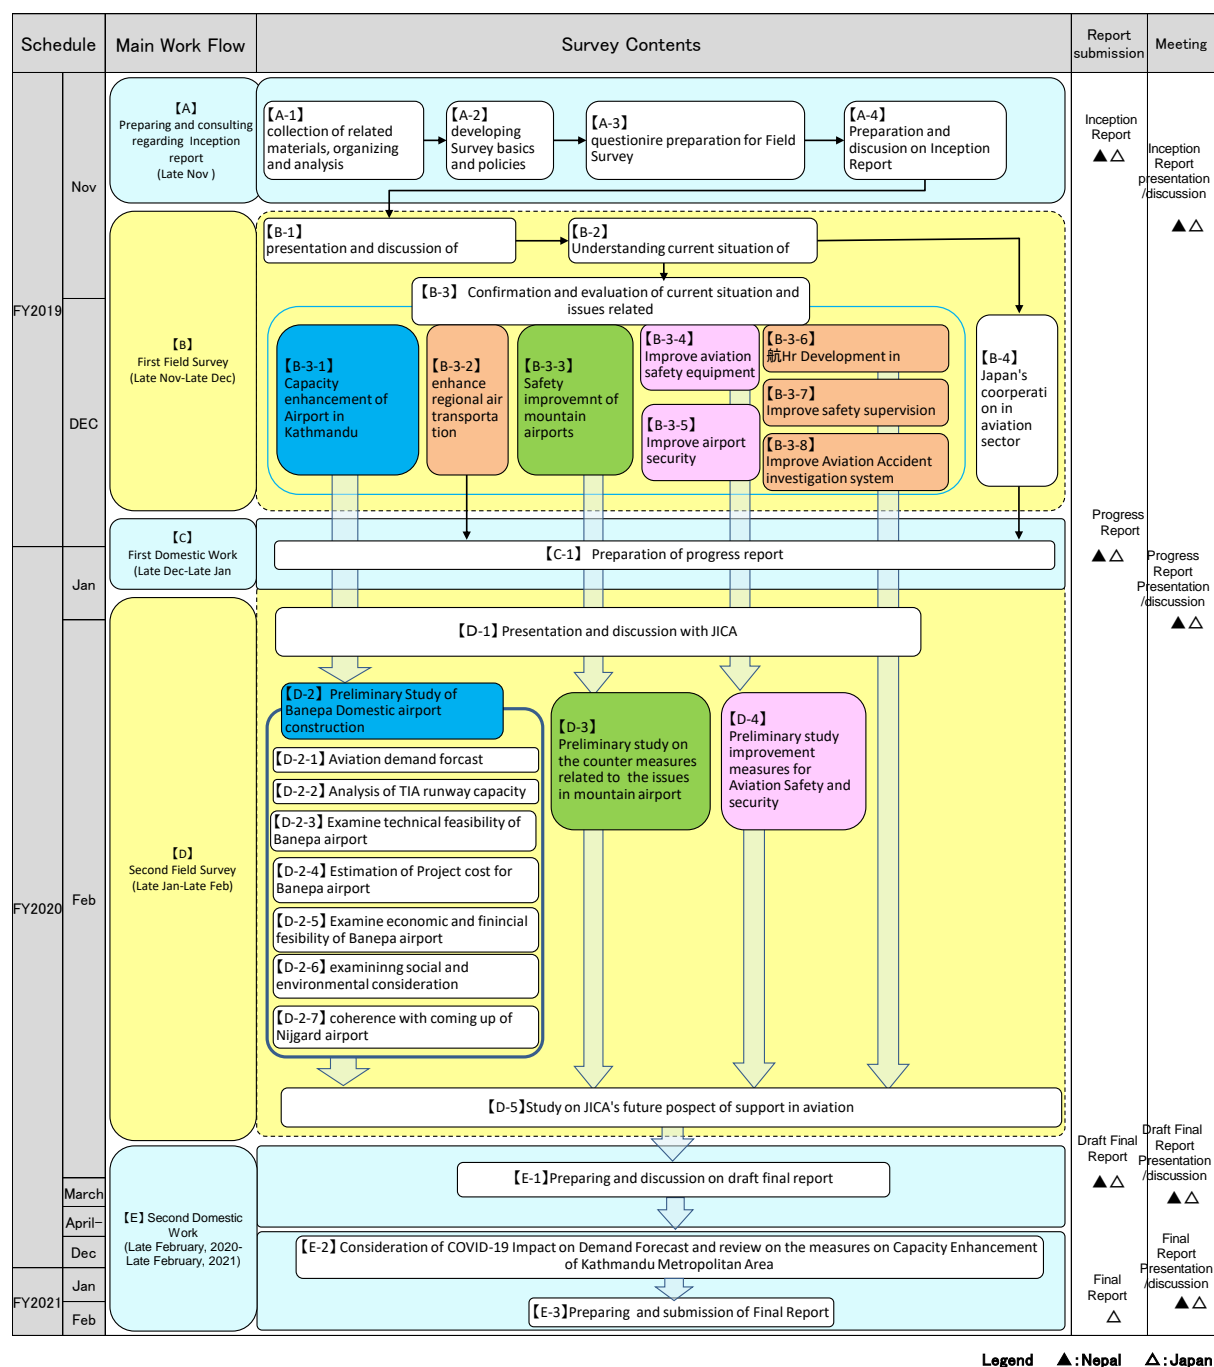 Schedule
Main Work Flow
Survey Contents
Report
submission
Meeting
FY2019
Nov
DEC
FY2020
Jan
Feb
March
April-
Dec
FY2021
Jan
Feb
【A】
Preparing and consulting
regarding Inception
report
(Late Nov )
【A-1】
collection of related
materials, organizing
and analysis
【A-2】
developing
Survey basics
and policies
【A-3】
questionire preparation for Field
Survey
【A-4】
Preparation and
discusion on Inception
Report
Inception
Report
▲△
Inception
Report
presentation
/discussion
▲△
【B】
First Field Survey
(Late Nov-Late Dec)
【B-1】
presentation and discussion of
【B-2】
Understanding current situation of
【B-3】 Confirmation and evaluation of current situation and
issues related
【B-3-1】
Capacity
enhancement of
Airport in
Kathmandu
【B-3-2】
enhance
regional air
transporta
tion
【B-3-3】
Safety
improvemnt of
mountain
airports
【B-3-4】
Improve aviation
safety equipment
【B-3-5】
Improve airport
security
【B-3-6】
航Hr Development in
【B-3-7】
Improve safety supervision
【B-3-8】
Improve Aviation Accident
investigation system
【B-4】
Japan's
cooperati
on in
aviation
sector
【C】
First Domestic Work
(Late Dec-Late Jan
【C-1】 Preparation of progress report
Progress
Report
▲△
Progress
Report
Presentation
/discussion
▲△
【D】
Second Field Survey
(Late Jan-Late Feb)
【D-1】Presentation and discussion with JICA
【D-2】 Preliminary Study of
Banepa Domestic airport
construction
【D-2-1】Aviation demand forcast
【D-2-2】Analysis of TIA runway capacity
【D-2-3】Examine technical feasibility of
Banepa airport
【D-2-4】Estimation of Project cost for
Banepa airport
【D-2-5】Examine economic and finincial
fesibility of Banepa airport
【D-2-6】examininng social and
environmental consideration
【D-2-7】coherence with coming up of
Nijgard airport
【D-3】
Preliminary study on
the counter measures
related to the issues
in mountain airport
【D-4】
Preliminary study
improvement
measures for
Aviation Safety and
security
【D-5】Study on JICA's future pospect of support in aviation
【E】Second Domestic
Work
(Late February, 2020-
Late February, 2021)
【E-1】Preparing and discussion on draft final report
Draft Final
Report
▲△
Draft Final
Report
Presentation
/discussion
▲△
【E-2】Consideration of COVID-19 Impact on Demand Forecast and review on the measures on Capacity Enhancement
of Kathmandu Metropolitan Area
【E-3】Preparing and submission of Final Report
Final
Report
△
Final
Report
Presentation
/discussion
▲△
Legend ▲:Nepal △:Japan